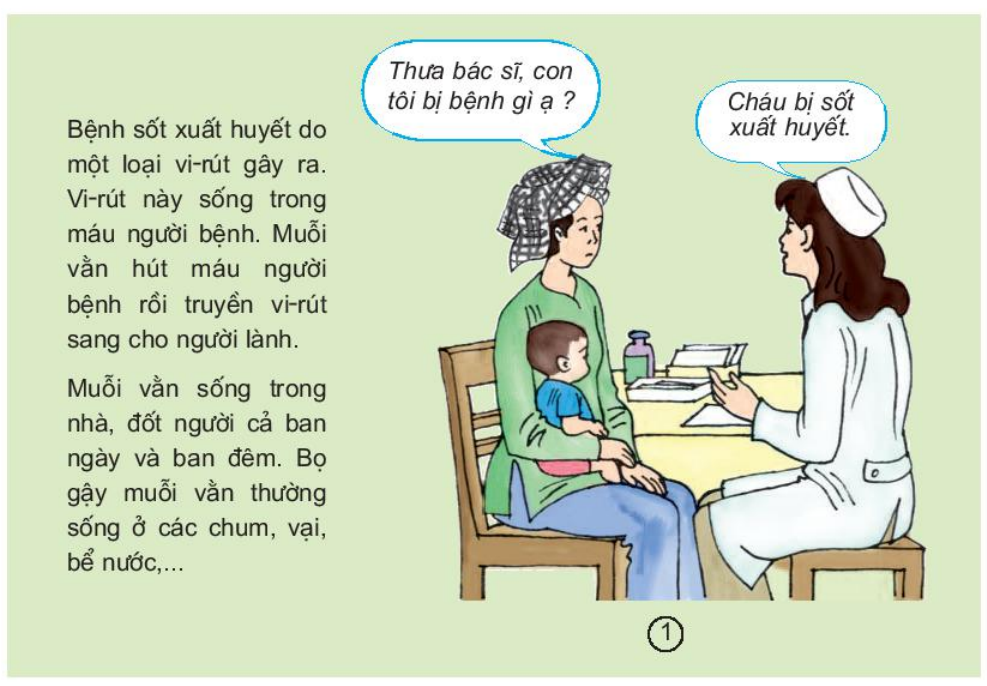 Bệnh sốt xuất huyết do
một loại vi-rút gây ra.
Vi-rút này sống trong
máu người bệnh. Muỗi
vằn hút máu người
bệnh rồi truyền vi-rút
sang cho người lành.
Muỗi vằn sống trong
nhà, đốt người cả ban
ngày và ban đêm. Bọ
gậy muỗi vằn thường
sống ở các chum, vại,
bể nước,...
Thưa bác sĩ, con
tôi bị bệnh gì ạ ?
Cháu bị sốt
xuất huyết.
1